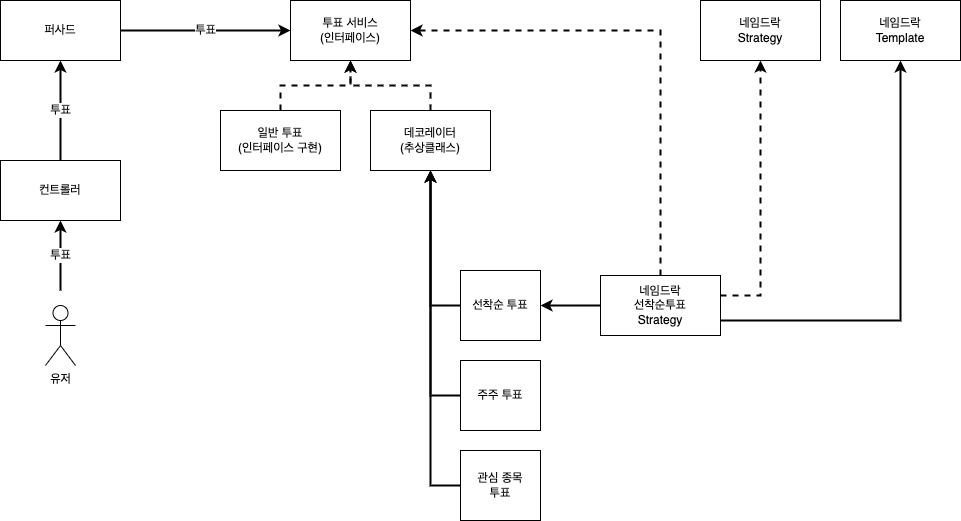 퍼사드
투표
투표 서비스
(인터페이스)
네임드락
Strategy
네임드락
Template
투표
일반 투표
(인터페이스 구현)
데코레이터
(추상클래스)
컨트롤러
투표
선착순 투표
네임드락
선착순투표
Strategy
유저
주주 투표
관심 종목
투표